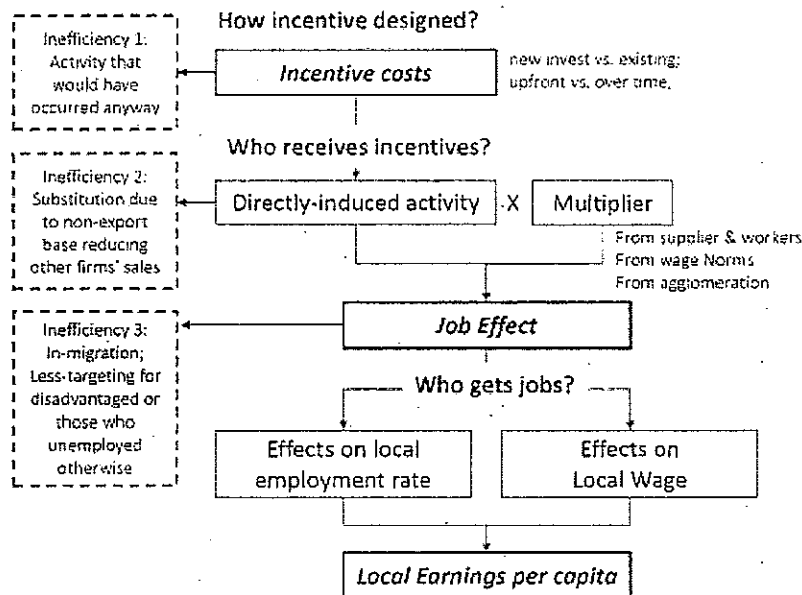 How incentive designed?
Inefficiency 1:
Activity that
would have
occurred anyway
Incentive costs
new invest vs. existing;
upfront vs. over time.
Who receives incentives?
Inefficiency 2:
Substitution due
to non-export
base reducing
other firms' sales
Directly-induced activity
X
Multiplier
From supplier & workers
From wage Norms
From agglomeration
Inefficiency 3:
In-migration;
Less-targeting for
disadvantaged or
those who
unemployed
otherwise
Job Effect
Who gets jobs?
Effects on local
employment rate
Effects on
Local Wage
Local Earnings per capita